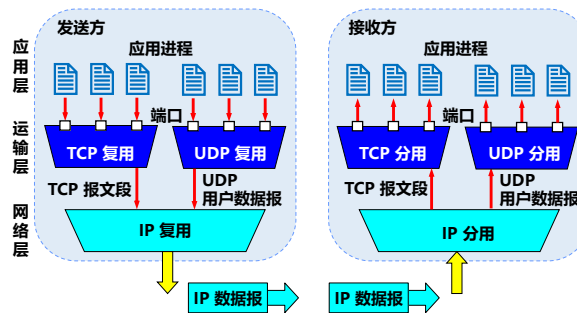 发送方
接收方
应用层
应用进程
应用进程
端口
端口
运输层
TCP 复用
UDP 复用
TCP 分用
UDP 分用
TCP 报文段
UDP
用户数据报
TCP 报文段
UDP
用户数据报
网络层
IP 复用
IP 分用
IP 数据报
IP 数据报